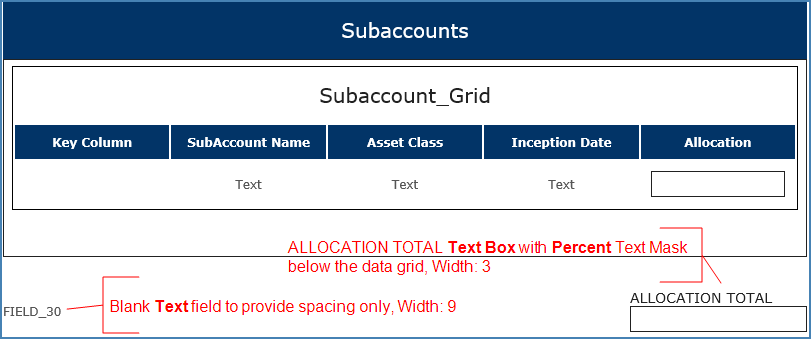 Subaccounts
Subaccount_Grid
Key Column SubAccount Name Asset Class Inception Date Allocation
Text Text Text
ALLOCATION TOTAL Text Box with Percent Text Mask
below the data grid, Width: 3
ALLOCATION TOTAL
Blank Text field to provide spacing only, Width: 9
FIELD_30